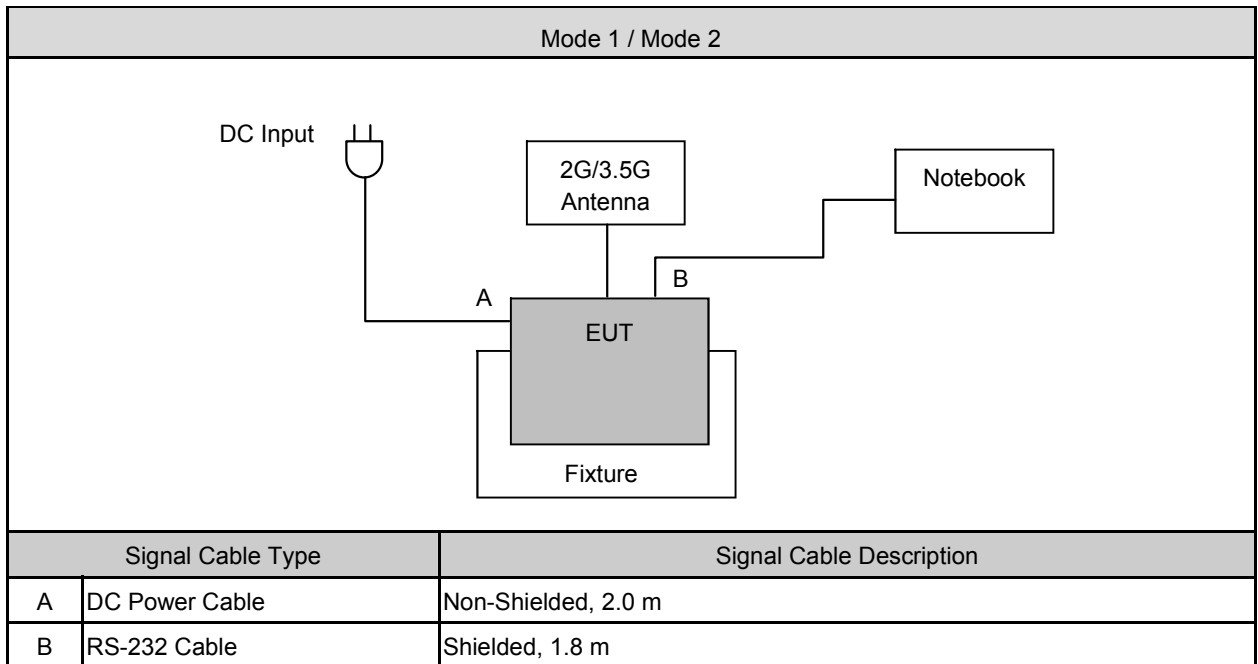 Mode 1 / Mode 2
DC Input
2G/3.5G
Antenna
Notebook
A
B
EUT
Fixture
Signal Cable Type Signal Cable Description
A DC Power Cable Non-Shielded, 2.0 m
B RS-232 Cable Shielded, 1.8 m